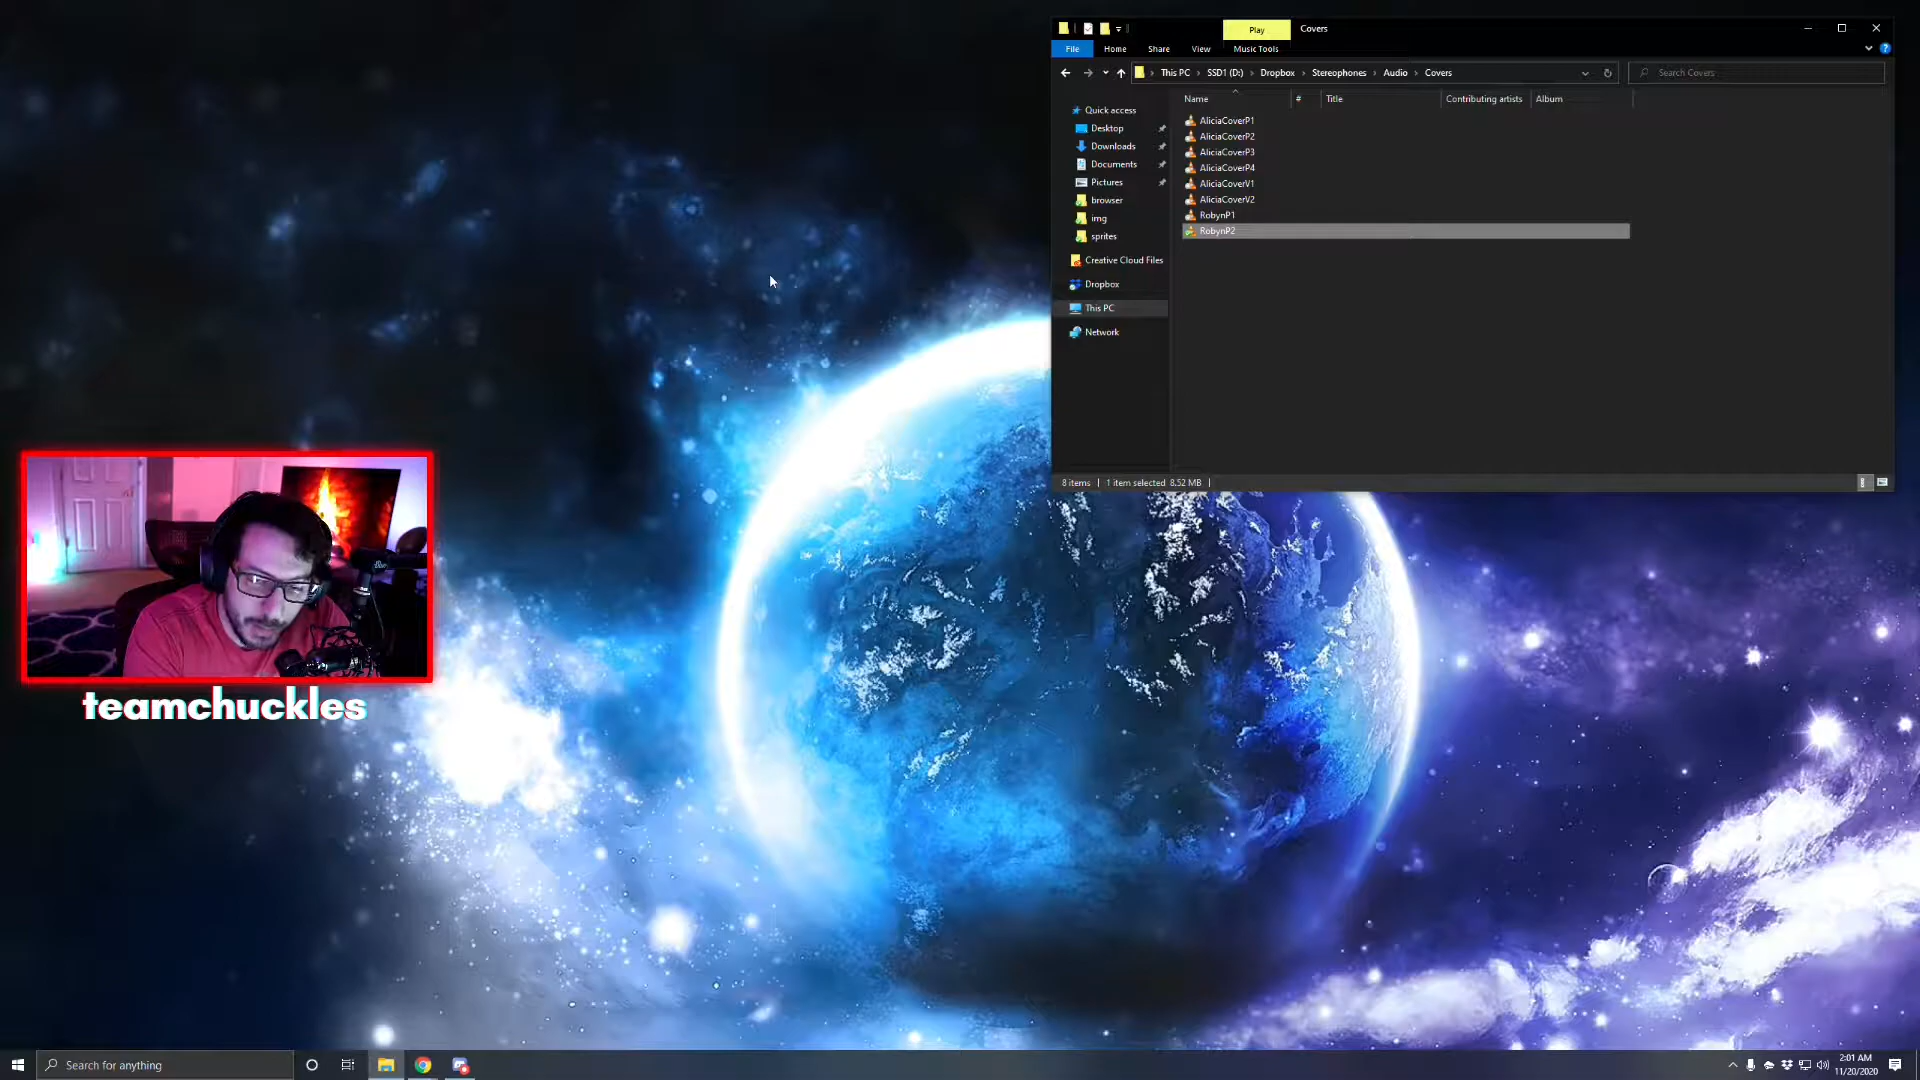 Play
Covers
File
Home
Share
View
Music Tools
This PC
SSD1 (D:)
Dropbox
Stereophones
Audio
Covers
Search Covers
Name
#
Title
Contributing artists
Album
Quick access
Desktop
Downloads
Documents
Pictures
browser
img
sprites
Creative Cloud Files
Dropbox
This PC
Network
AliciaCoverP1
AliciaCoverP2
AliciaCoverP3
AliciaCoverP4
AliciaCoverV1
AliciaCoverV2
RobynP1
RobynP2
8 items
1 item selected 8.52 MB
teamchuckles
Search for anything
2:01 AM
11/20/2020